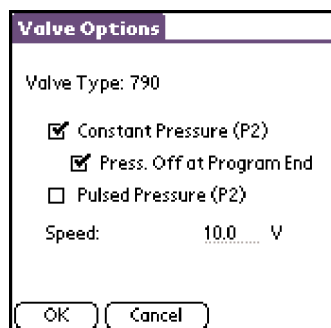 Valve Options
Valve Type: 790
Constant Pressure (P2)
Press. Off at Program End
Pulsed Pressure (P2)
Speed: 10.0 V
OK Cancel